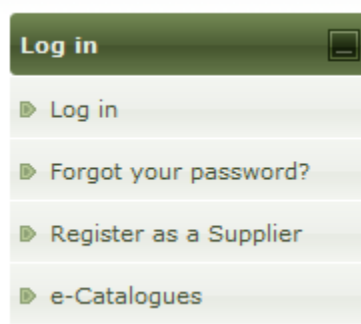 Log in
Log in
Forgot your password?
Register as a Supplier
e-Catalogues